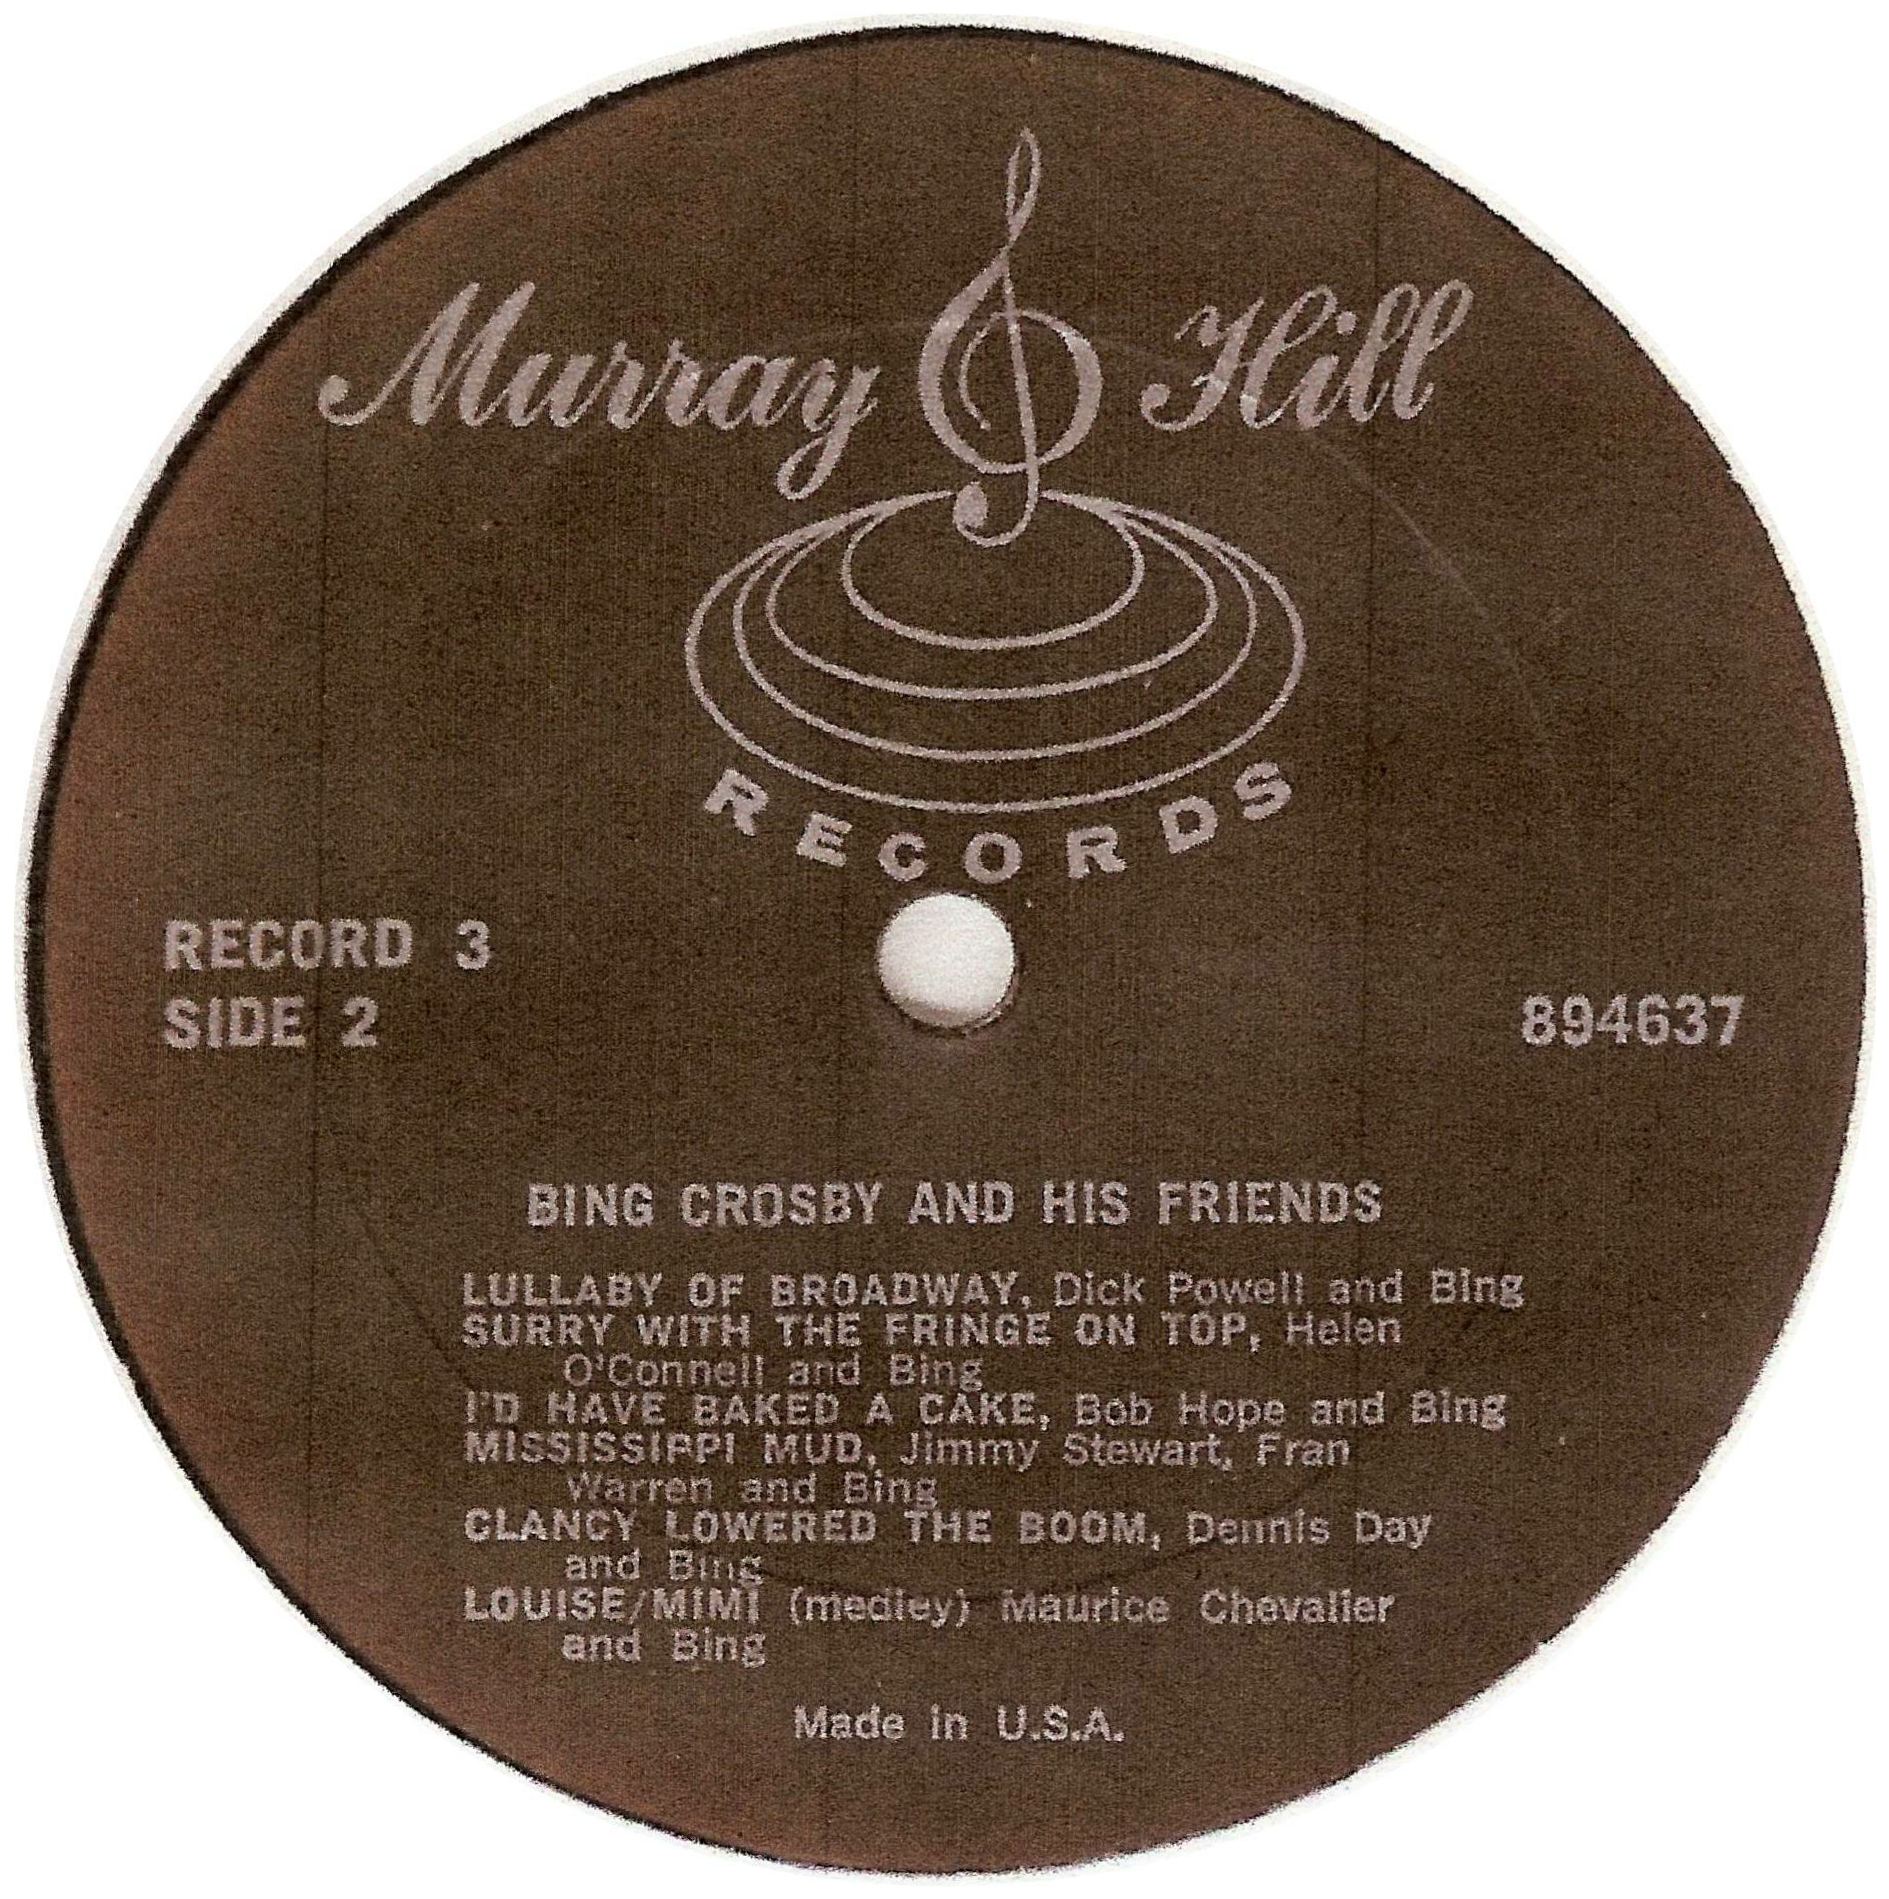 Murray Hill
RECORDS
RECORD 3
SIDE 2
894637
BING CROSBY AND HIS FRIENDS
LULLABY OF BROADWAY, Dick Powell and Bing
SURRY WITH THE FRINGE ON TOP, Helen
O'Connell and Bing
I'D HAVE BAKED A CAKE, Bob Hope and Bing
MISSISSIPPI MUD, Jimmy Stewart, Fran
Warren and Bing
CLANCY LOWERED THE BOOM, Dennis Day
and Bing
LOUISE/MIMI (medley) Maurice Chevalier
and Bing
Made in U.S.A.